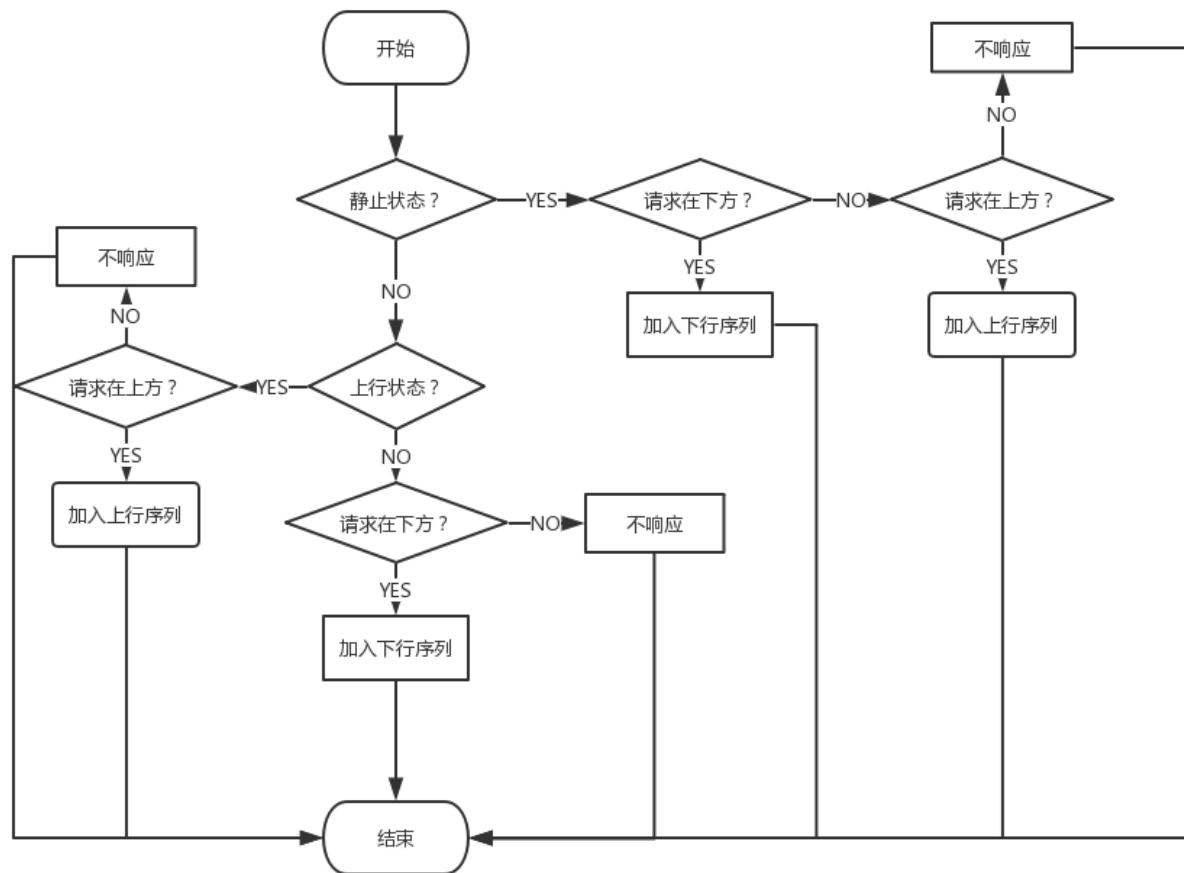 开始
不响应
NO
静止状态？
YES
请求在下方？
NO
请求在上方？
不响应
NO
YES
YES
NO
加入下行序列
加入上行序列
请求在上方？
YES
上行状态？
YES
NO
加入上行序列
请求在下方？
NO
不响应
YES
加入下行序列
结束